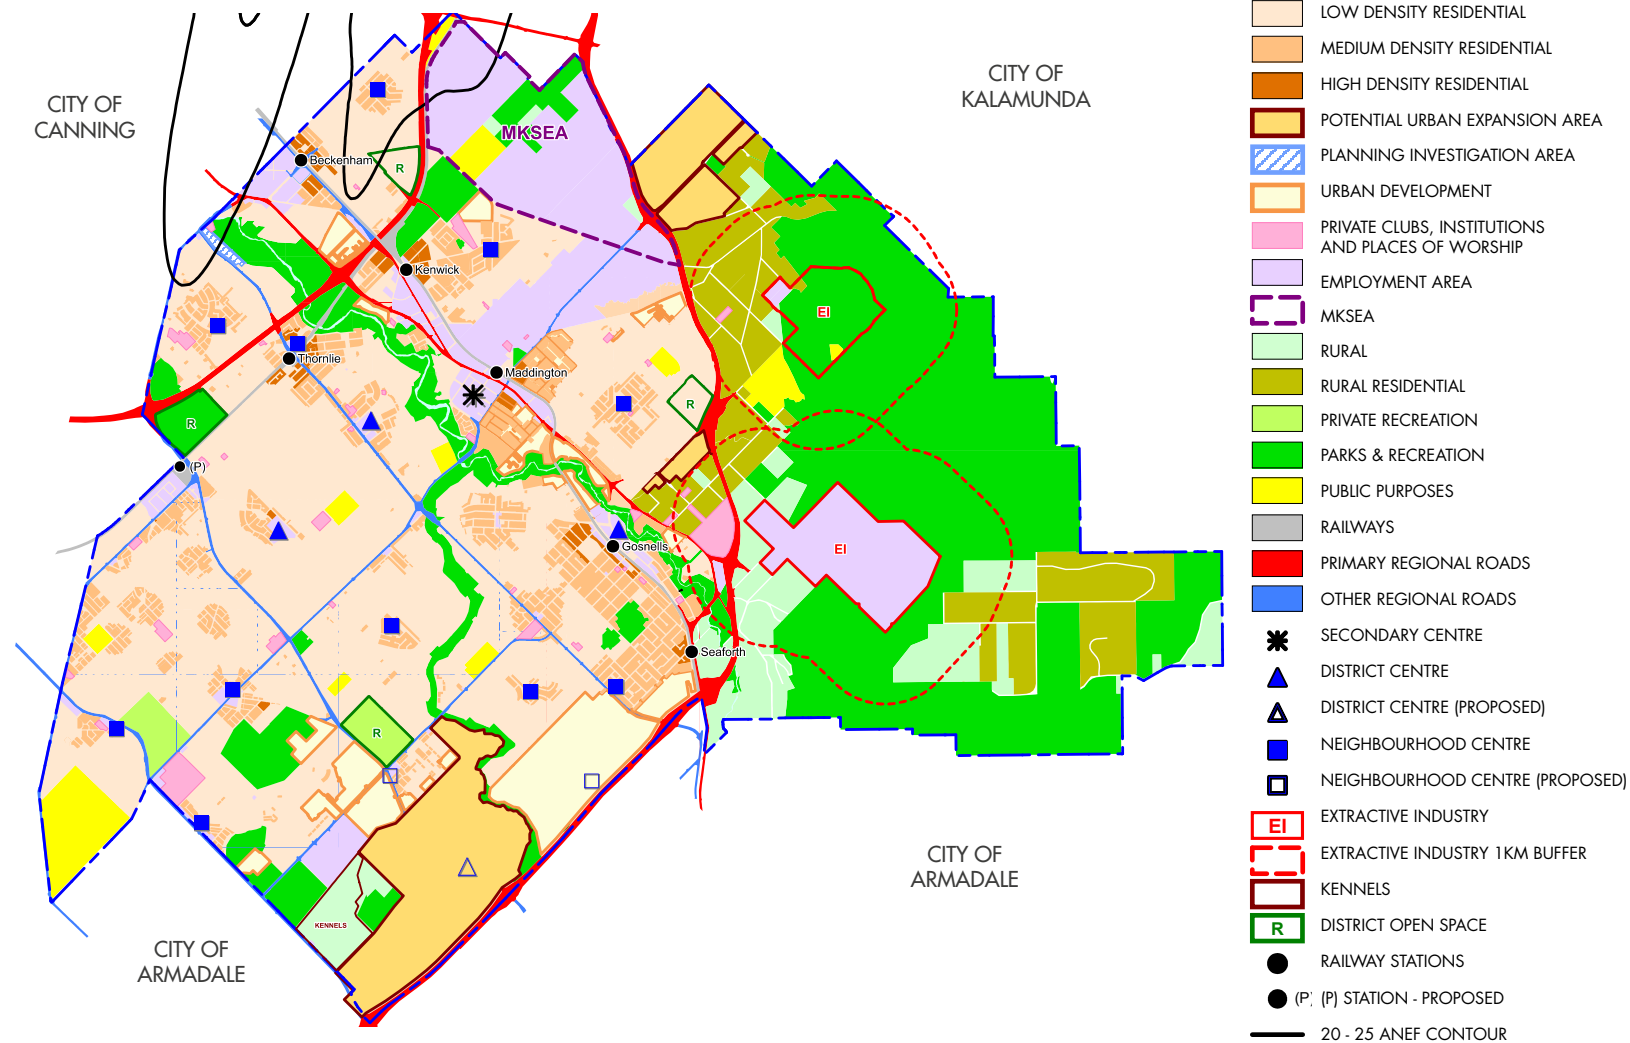 CITY OF
CANNING
CITY OF
KALAMUNDA
MKSEA
Beckenham
R
Kenwick
EI
Thornlie
Maddington
R
R
(P)
EI
Gosnells
Seaforth
R
KENNELS
CITY OF
ARMADALE
CITY OF
ARMADALE
LOW DENSITY RESIDENTIAL
MEDIUM DENSITY RESIDENTIAL
HIGH DENSITY RESIDENTIAL
POTENTIAL URBAN EXPANSION AREA
PLANNING INVESTIGATION AREA
URBAN DEVELOPMENT
PRIVATE CLUBS, INSTITUTIONS
AND PLACES OF WORSHIP
EMPLOYMENT AREA
MKSEA
RURAL
RURAL RESIDENTIAL
PRIVATE RECREATION
PARKS & RECREATION
PUBLIC PURPOSES
RAILWAYS
PRIMARY REGIONAL ROADS
OTHER REGIONAL ROADS
SECONDARY CENTRE
DISTRICT CENTRE
DISTRICT CENTRE (PROPOSED)
NEIGHBOURHOOD CENTRE
NEIGHBOURHOOD CENTRE (PROPOSED)
EI EXTRACTIVE INDUSTRY
EXTRACTIVE INDUSTRY 1KM BUFFER
KENNELS
R DISTRICT OPEN SPACE
RAILWAY STATIONS
(P) (P) STATION - PROPOSED
20 - 25 ANEF CONTOUR